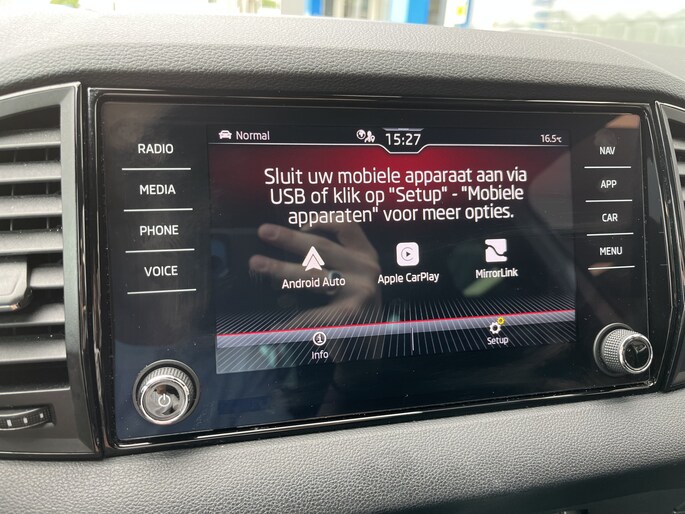 RADIO
MEDIA
PHONE
VOICE
Normal
15:27
16.5°C
Sluit uw mobiele apparaat aan via
USB of klik op "Setup" - "Mobiele
apparaten" voor meer opties.
Android Auto
Apple CarPlay
MirrorLink
Info
Setup
NAV
APP
CAR
MENU